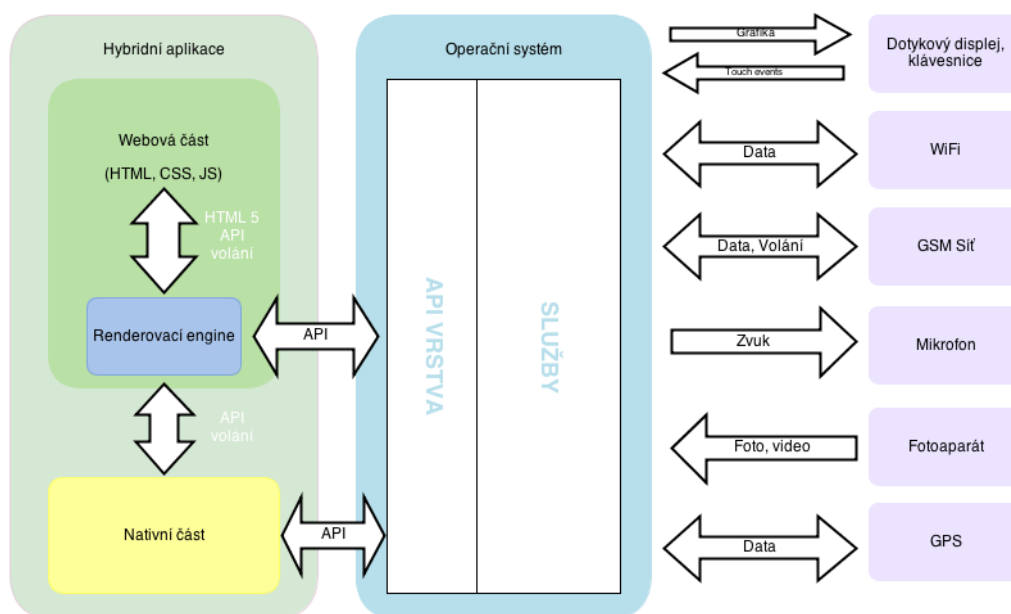 Hybridní aplikace
Webová část
(HTML, CSS, JS)
HTML 5
API
volání
Renderovací engine
API
volání
Nativní část
API
API
Operační systém
API VRSTVA
SLUŽBY
Grafika
Touch events
Dotykový displej,
klávesnice
Data
WiFi
Data, Volání
GSM Síť
Zvuk
Mikrofon
Foto, video
Fotoaparát
Data
GPS